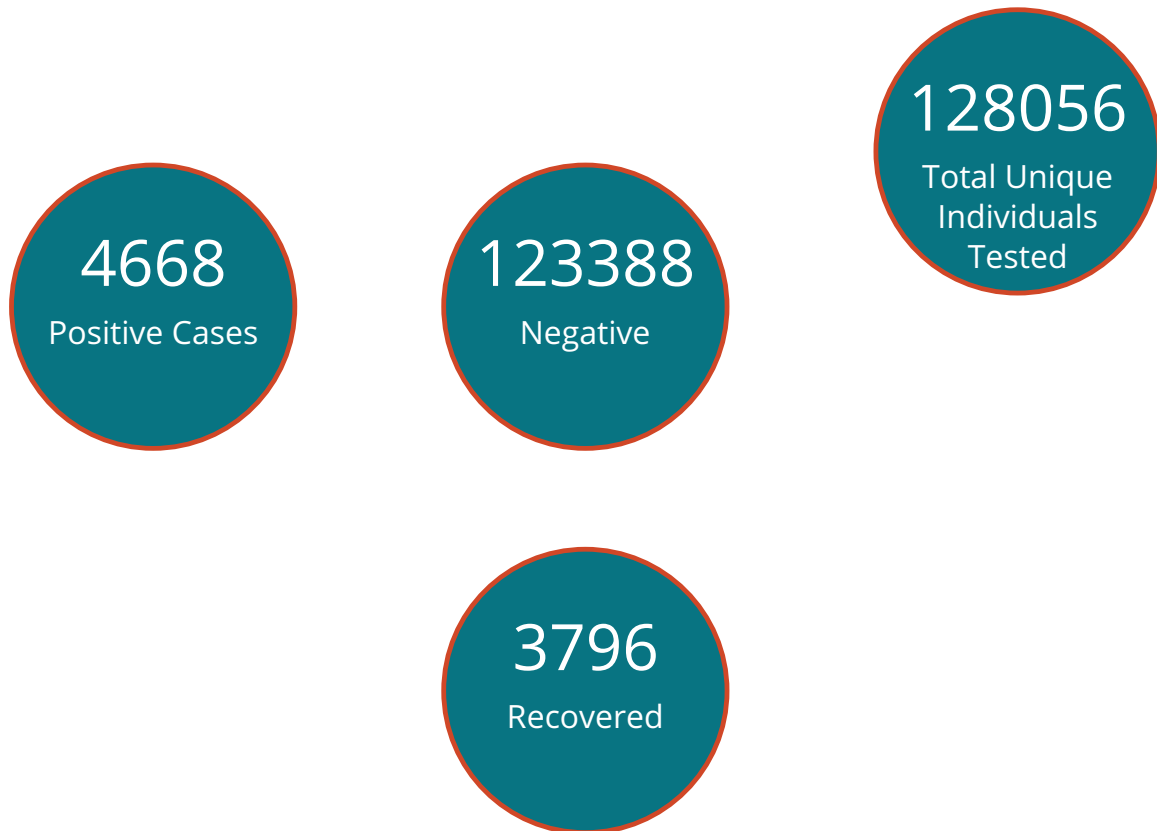 128056
Total Unique
Individuals
Tested
4668
Positive Cases
123388
Negative
3796
Recovered